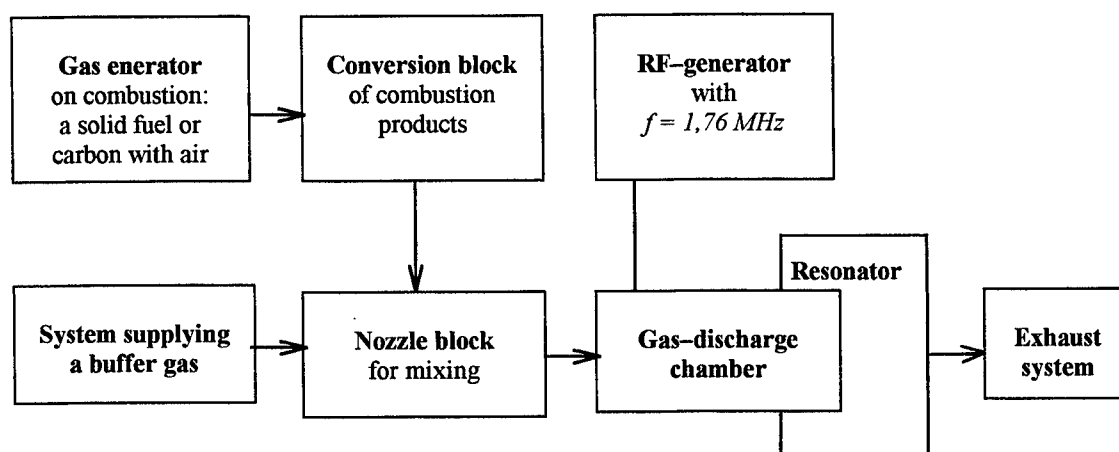 Gas enerator
on combustion:
a solid fuel or
carbon with air
Conversion block
of combustion
products
RF–generator
with
f = 1,76 MHz
Resonator
System supplying
a buffer gas
Nozzle block
for mixing
Gas–discharge
chamber
Exhaust
system